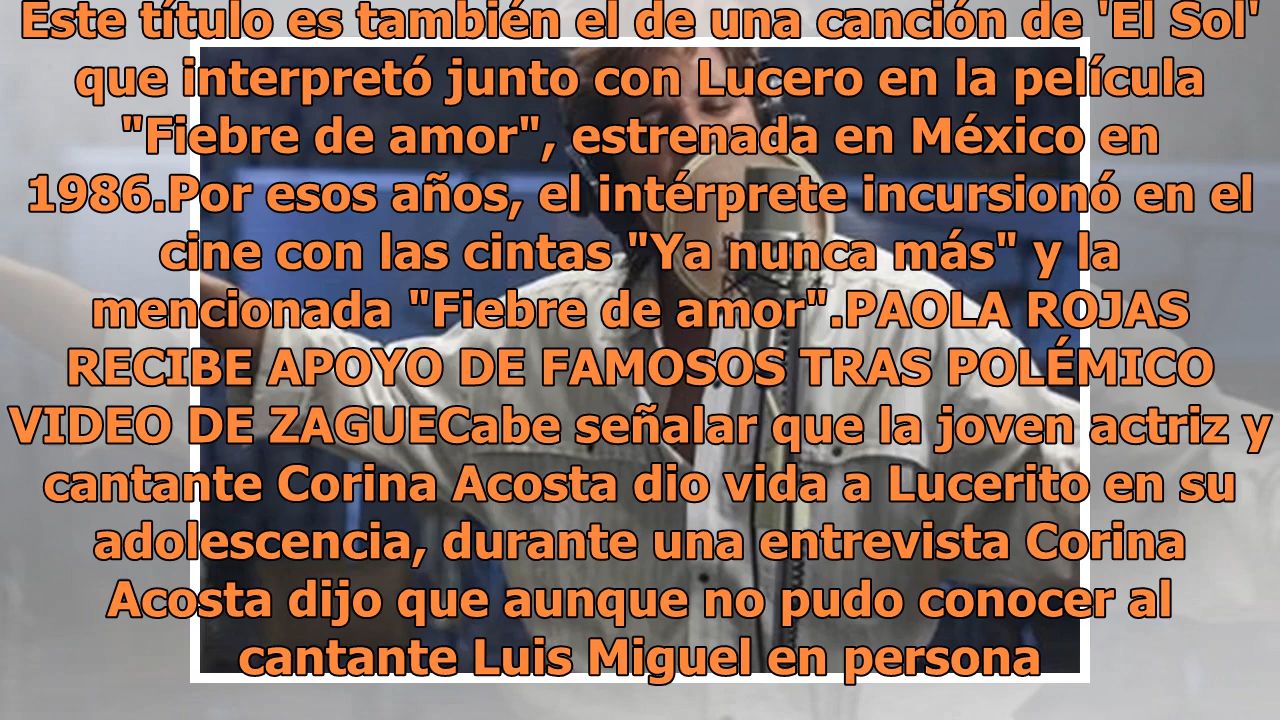 Este título es también el de una canción de 'El Sol'
que interpretó junto con Lucero en la película
"Fiebre de amor", estrenada en México en
1986.Por esos años, el intérprete incursionó en el
cine con las cintas "Ya nunca más" y la
mencionada "Fiebre de amor".PAOLA ROJAS
RECIBE APOYO DE FAMOSOS TRAS POLÉMICO
VIDEO DE ZAGUECabe señalar que la joven actriz y
cantante Corina Acosta dio vida a Lucerito en su
adolescencia, durante una entrevista Corina
Acosta dijo que aunque no pudo conocer al
cantante Luis Miguel en persona